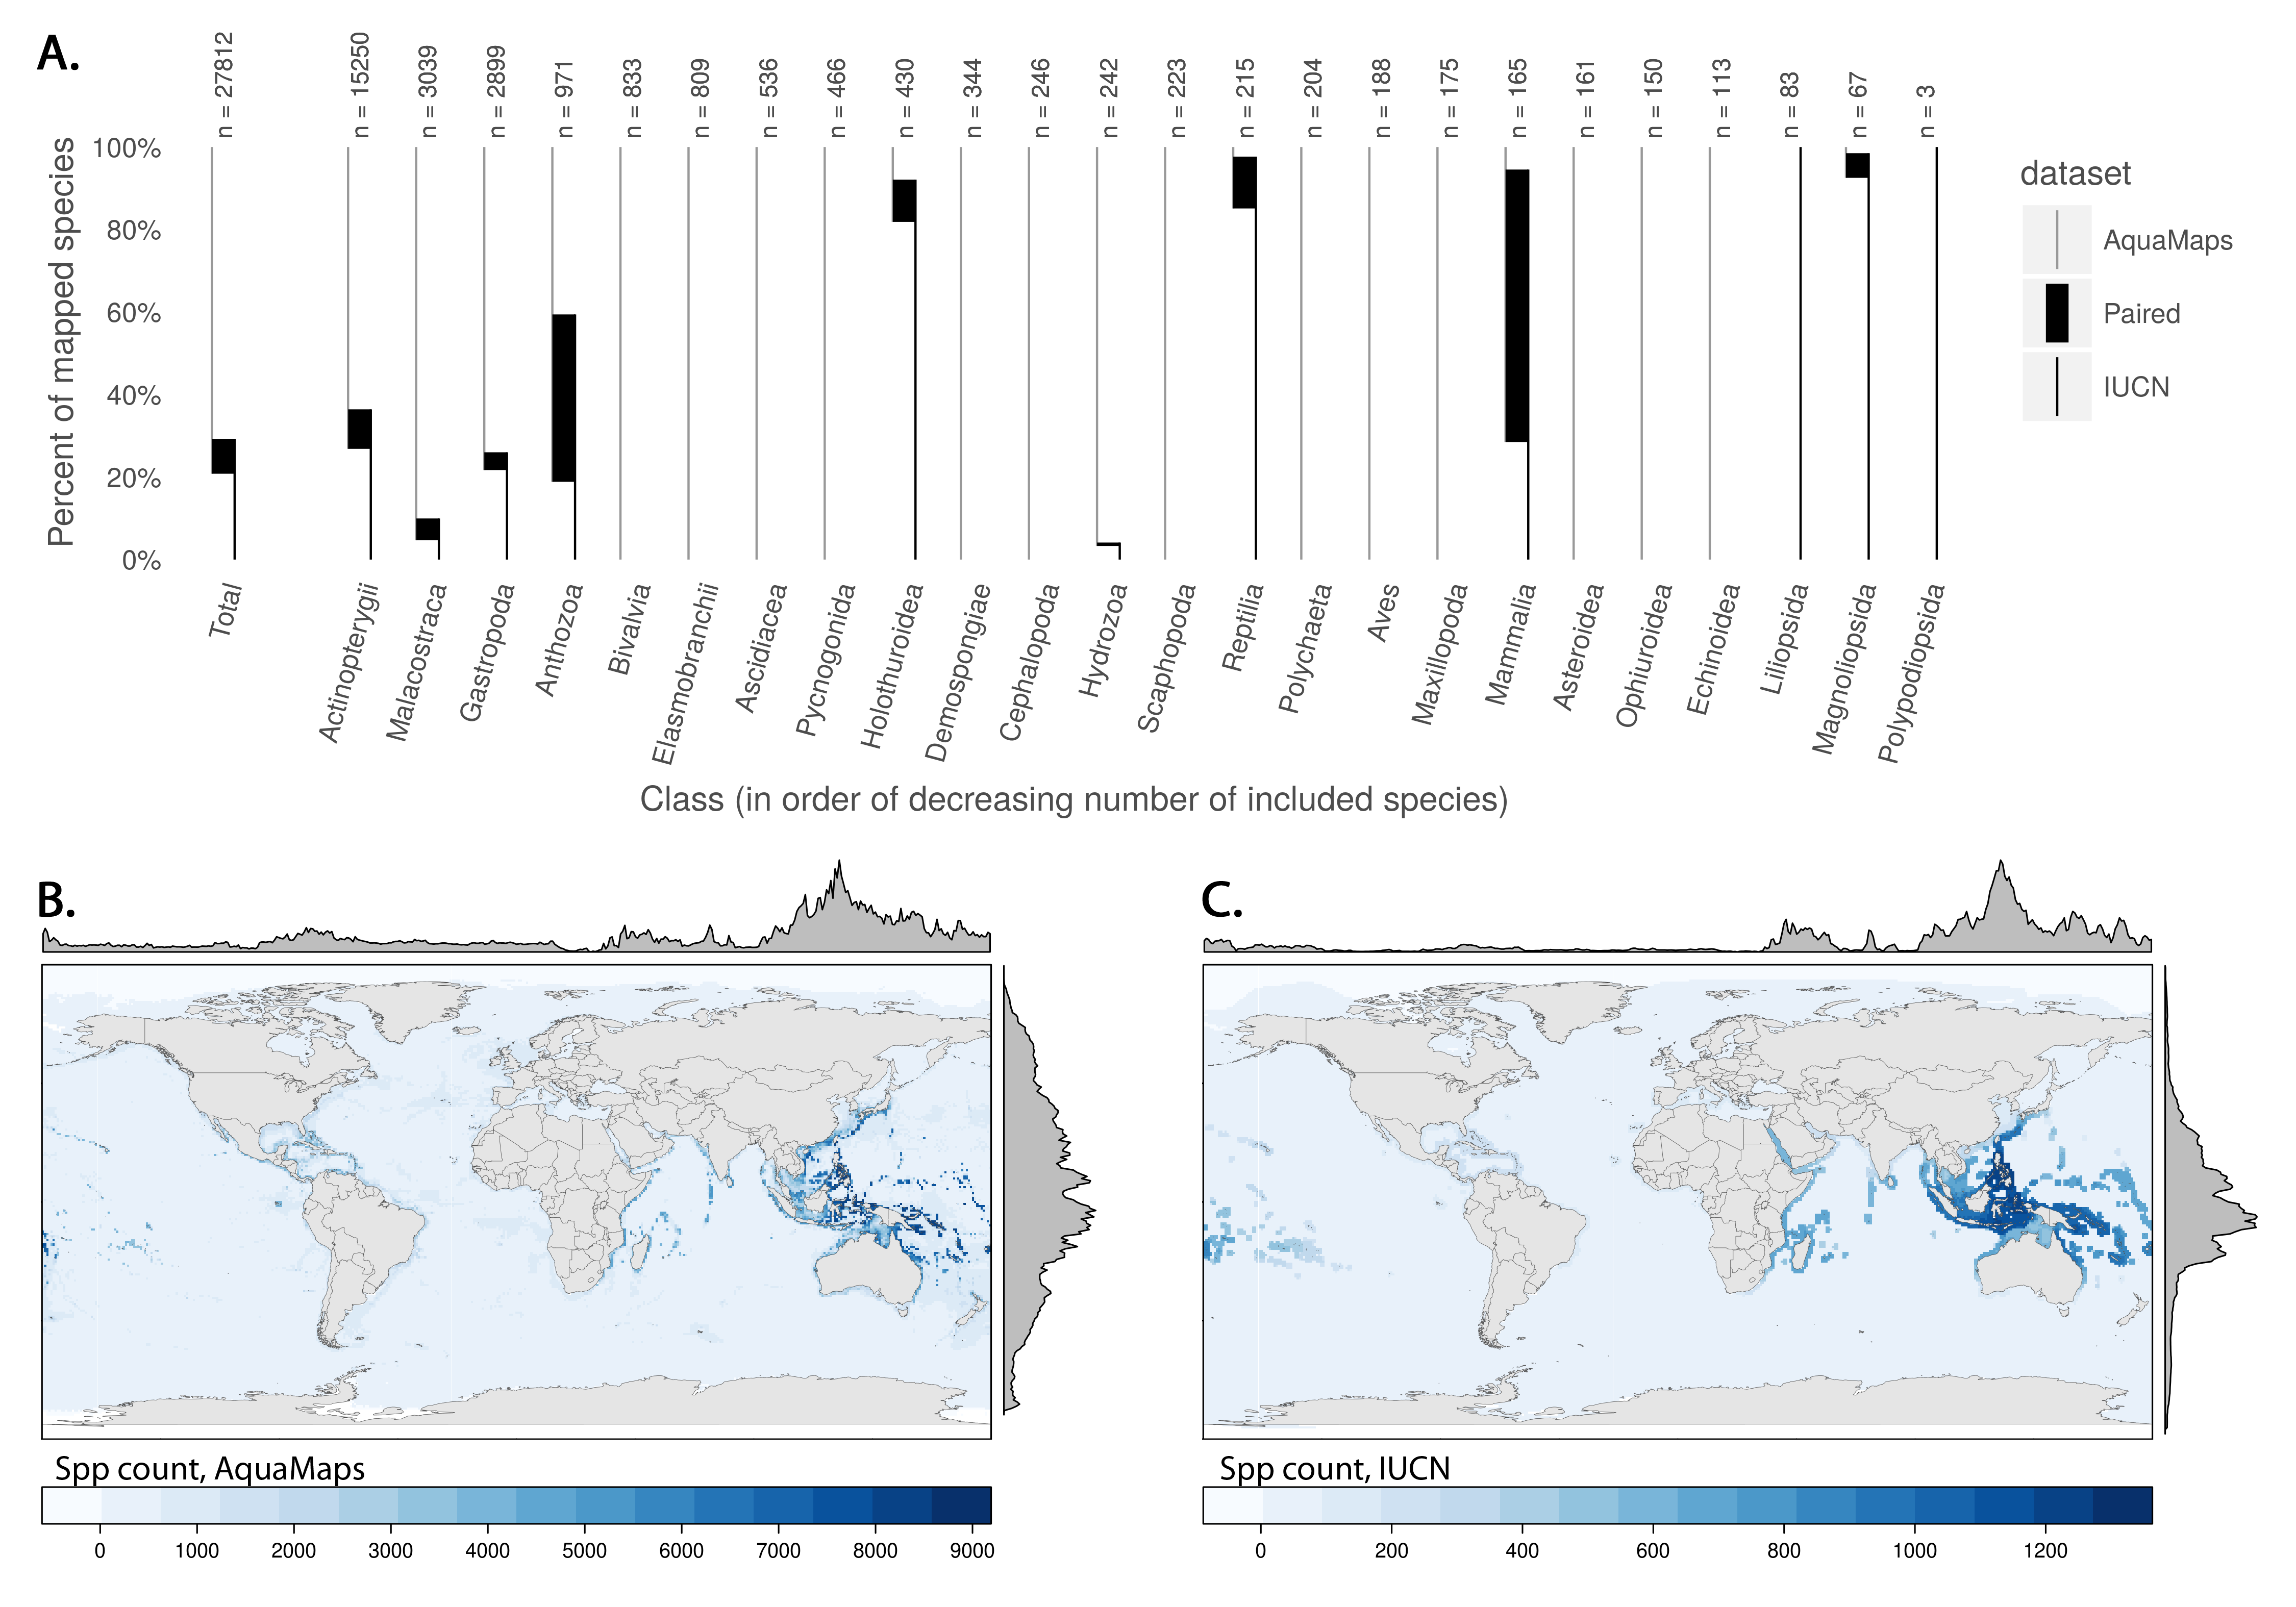 A.
n = 27812
n = 15250
n = 3039
n = 2899
n = 971
n = 833
n = 809
n = 536
n = 466
n = 430
n = 344
n = 246
n = 242
n = 223
n = 215
n = 204
n = 188
n = 175
n = 165
n = 161
n = 150
n = 113
n = 83
n = 67
n = 3
Percent of mapped species
100%
80%
60%
40%
20%
0%
dataset
AquaMaps
Paired
IUCN
Total
Actinopterygii
Malacostraca
Gastropoda
Anthozoa
Bivalvia
Elasmobranchii
Ascidiacea
Pycnogonida
Holothuroidea
Demospongiae
Cephalopoda
Hydrozoa
Scaphopoda
Reptilia
Polychaeta
Aves
Maxillopoda
Mammalia
Asteroidea
Ophiuroidea
Echinoidea
Liliopsida
Magnoliopsida
Polypodiopsida
Class (in order of decreasing number of included species)
B.
Spp count, AquaMaps
0 1000 2000 3000 4000 5000 6000 7000 8000 9000
C.
Spp count, IUCN
0 200 400 600 800 1000 1200